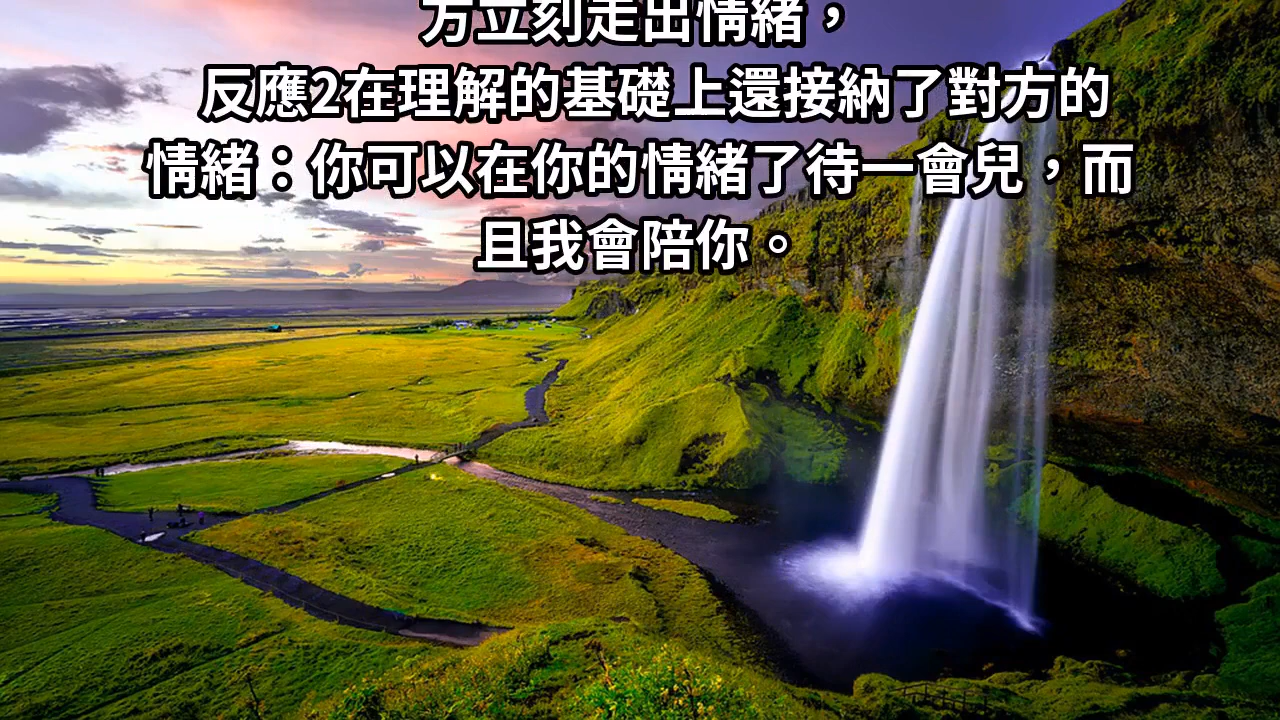 方立刻走出情緒，
反應2在理解的基礎上還接納了對方的
情緒：你可以在你的情緒了待一會兒，而
且我會陪你。